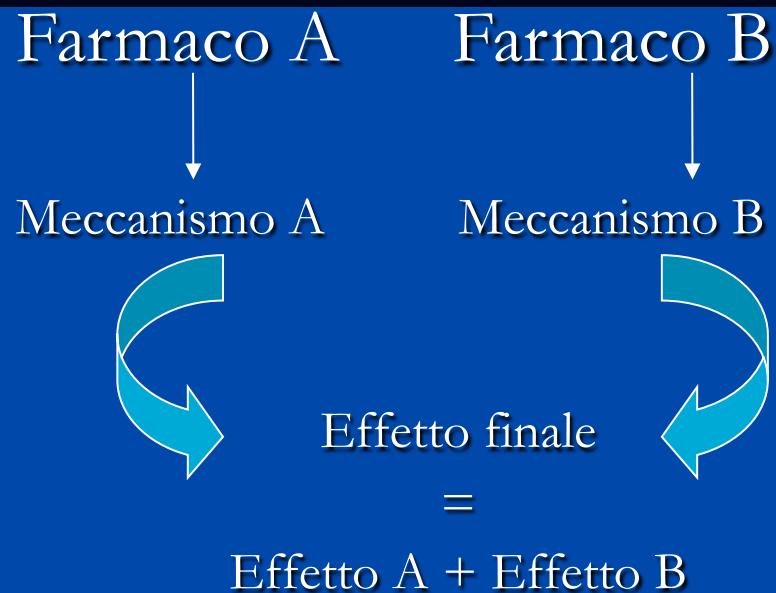 Farmaco A Farmaco B
Meccanismo A Meccanismo B
Effetto finale
=
Effetto A + Effetto B